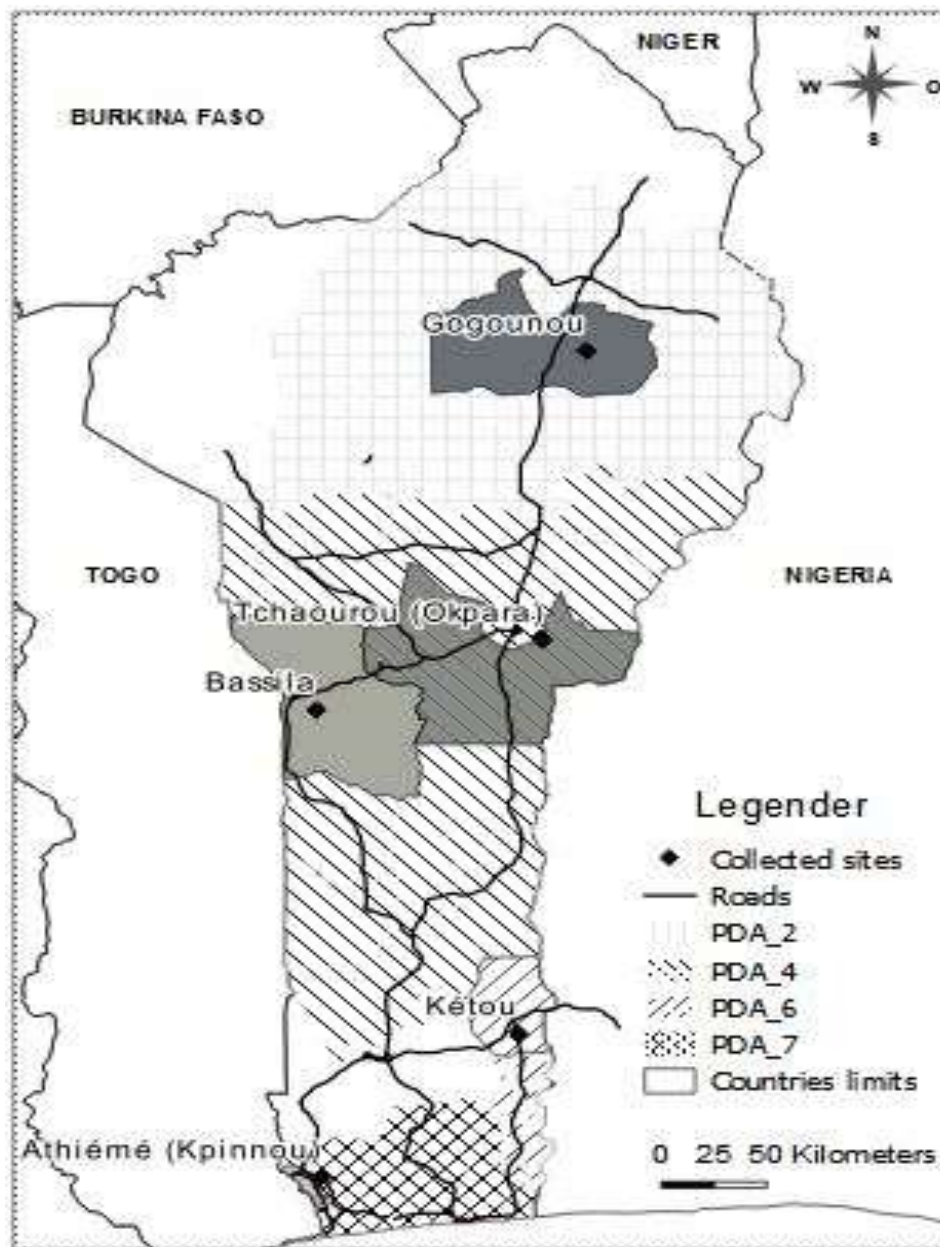 NIGER
N
BURKINA FASO
W
O
S
Gogounou
TOGO
NIGERIA
Tchaourou (Okpara)
Bassila
Legender
Collected sites
Roads
PDA_2
PDA_4
Kétou
PDA_6
PDA_7
Countries limits
Athiémé (Kpinnou)
0 25 50 Kilometers